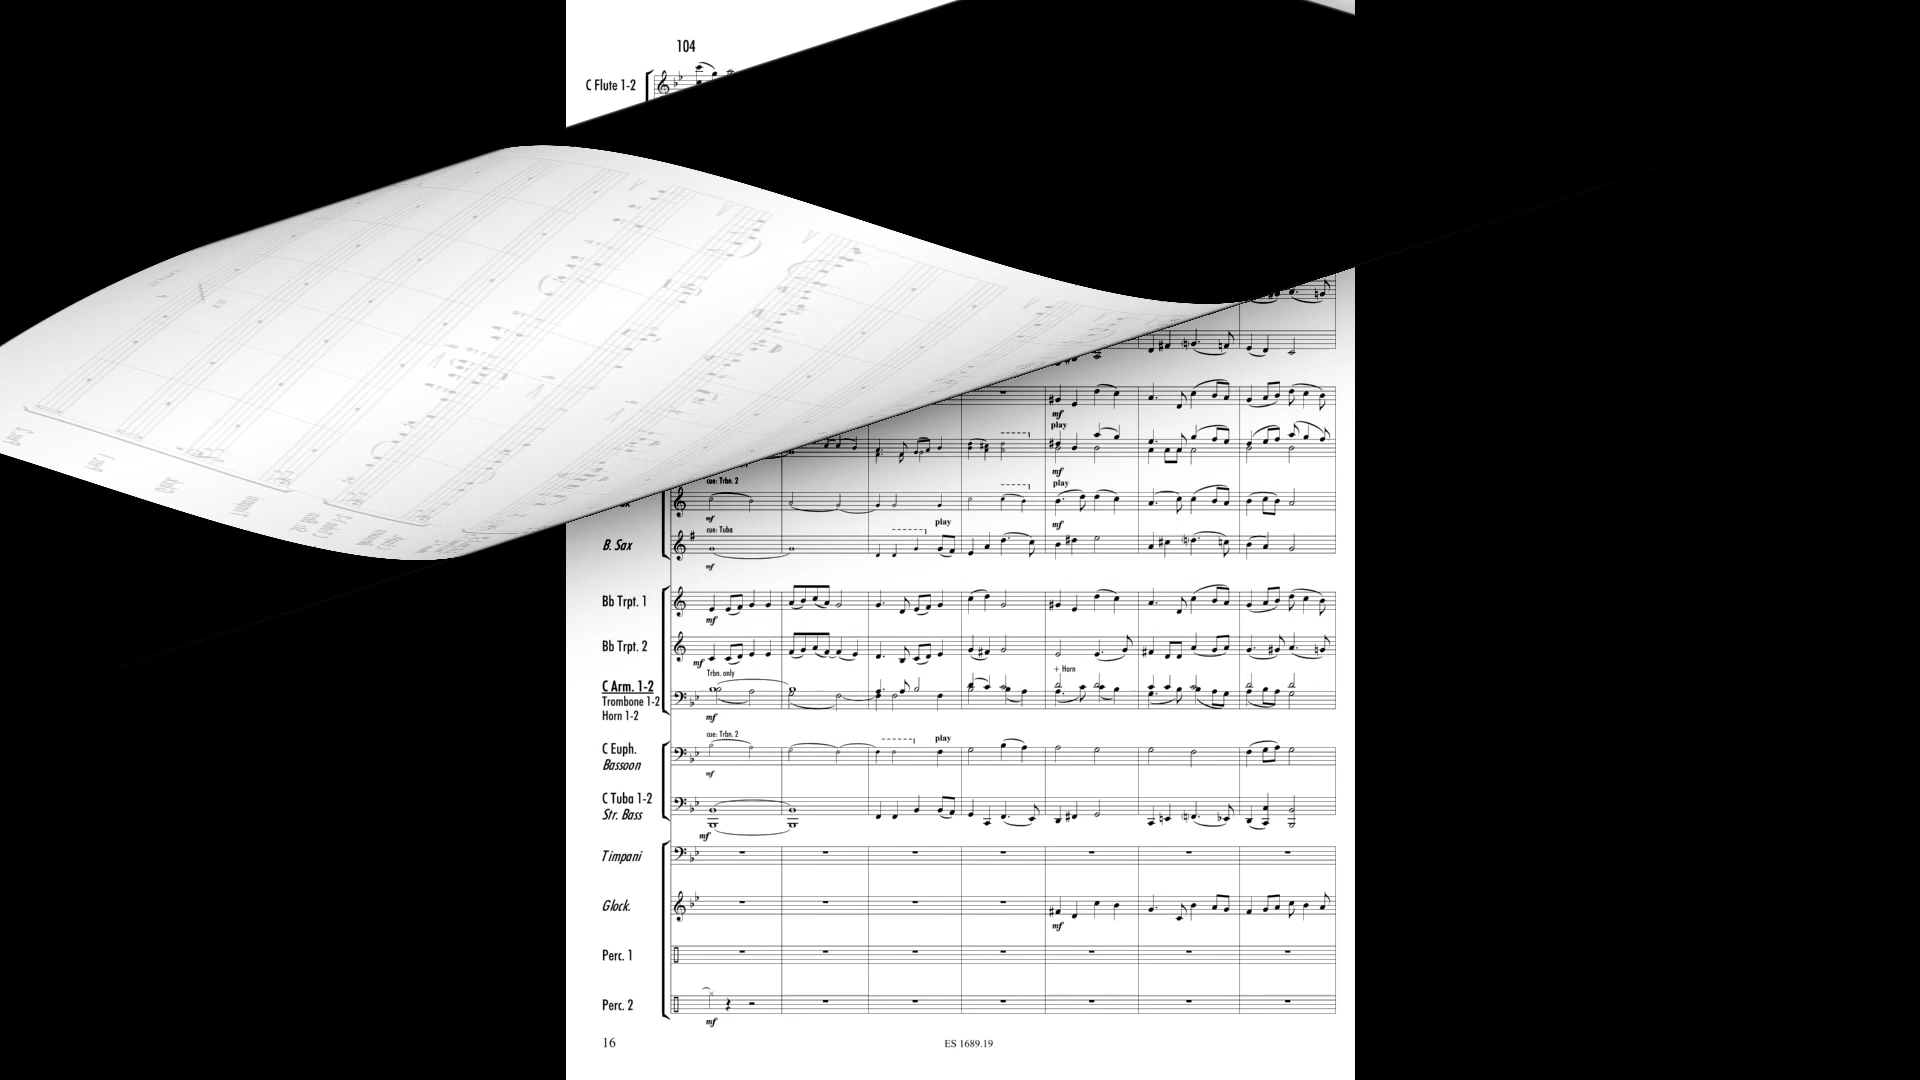 104
C Flute 1-2
mf
play
mf
cue: Trbn. 2
play
mf
mf
cue: Tuba
play
B. Sax
mf
Bb Trpt. 1
mf
Bb Trpt. 2
mf
Trbn. only
+ Horn
C Arm. 1-2
Trombone 1-2
Horn 1-2
mf
cue: Trbn. 2
play
C Euph.
Bassoon
mf
C Tuba 1-2
Str. Bass
mf
Timpani
Glock.
mf
Perc. 1
Perc. 2
mf
16
ES 1689.19